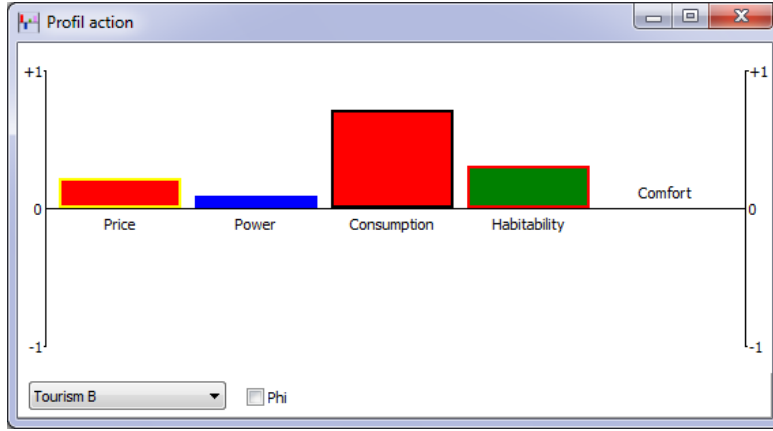 Profil action
+1 +1
Comfort
0 0
Price Power Consumption Habitability
-1 -1
Tourism B Phi